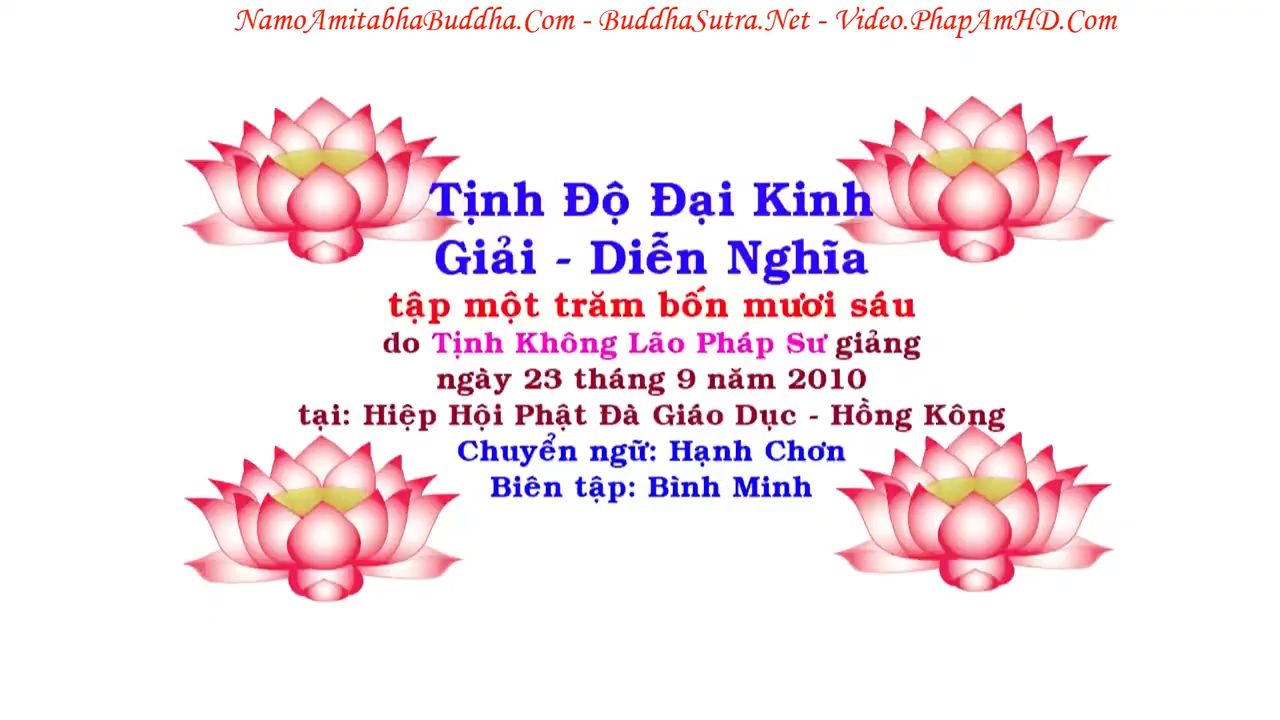 NamoAmitabhaBuddha.Com - BuddhaSutra.Net - Video.PhapAmHD.Com
Tịnh Độ Đại Kinh
Giải - Diễn Nghĩa
tập một trăm bốn mươi sáu
do Tịnh Không Lão Pháp Sư giảng
ngày 23 tháng 9 năm 2010
tại: Hiệp Hội Phật Đà Giáo Dục - Hồng Kông
Chuyển ngữ: Hạnh Chơn
Biên tập: Bình Minh